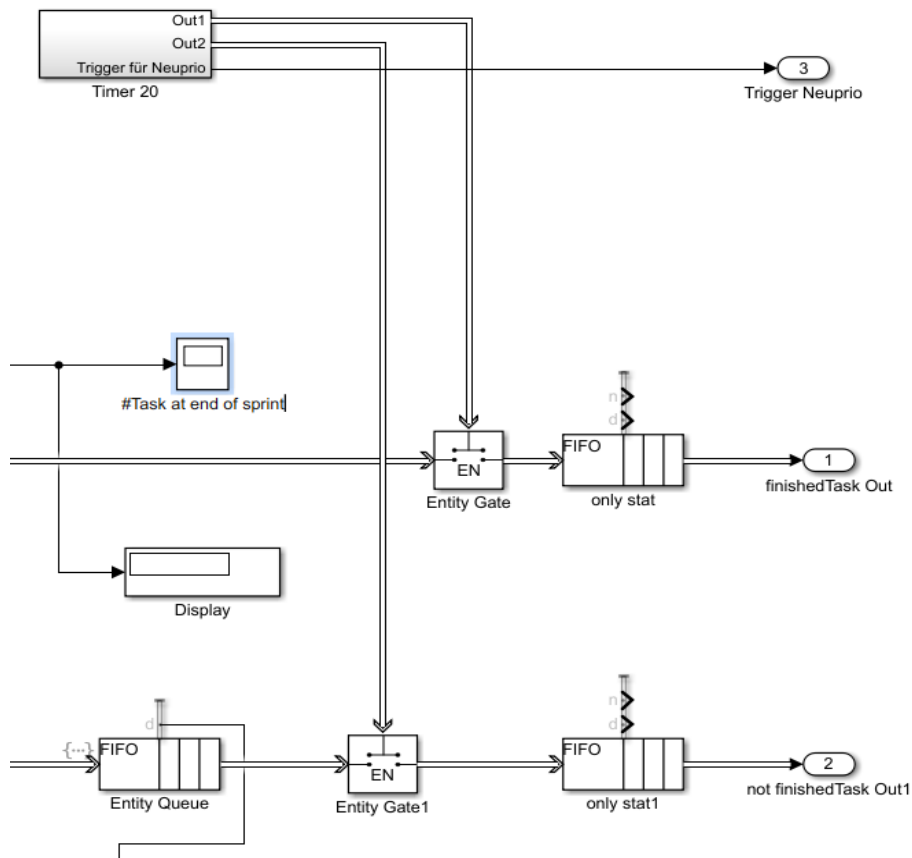 Out1
Out2
Trigger für Neuprio
Timer 20
3
Trigger Neuprio
#Task at end of sprint
n
d
FIFO
EN
1
Entity Gate
only stat
finishedTask Out
Display
n
d
d
{...}
FIFO
EN
FIFO
2
Entity Queue
Entity Gate1
only stat1
not finishedTask Out1